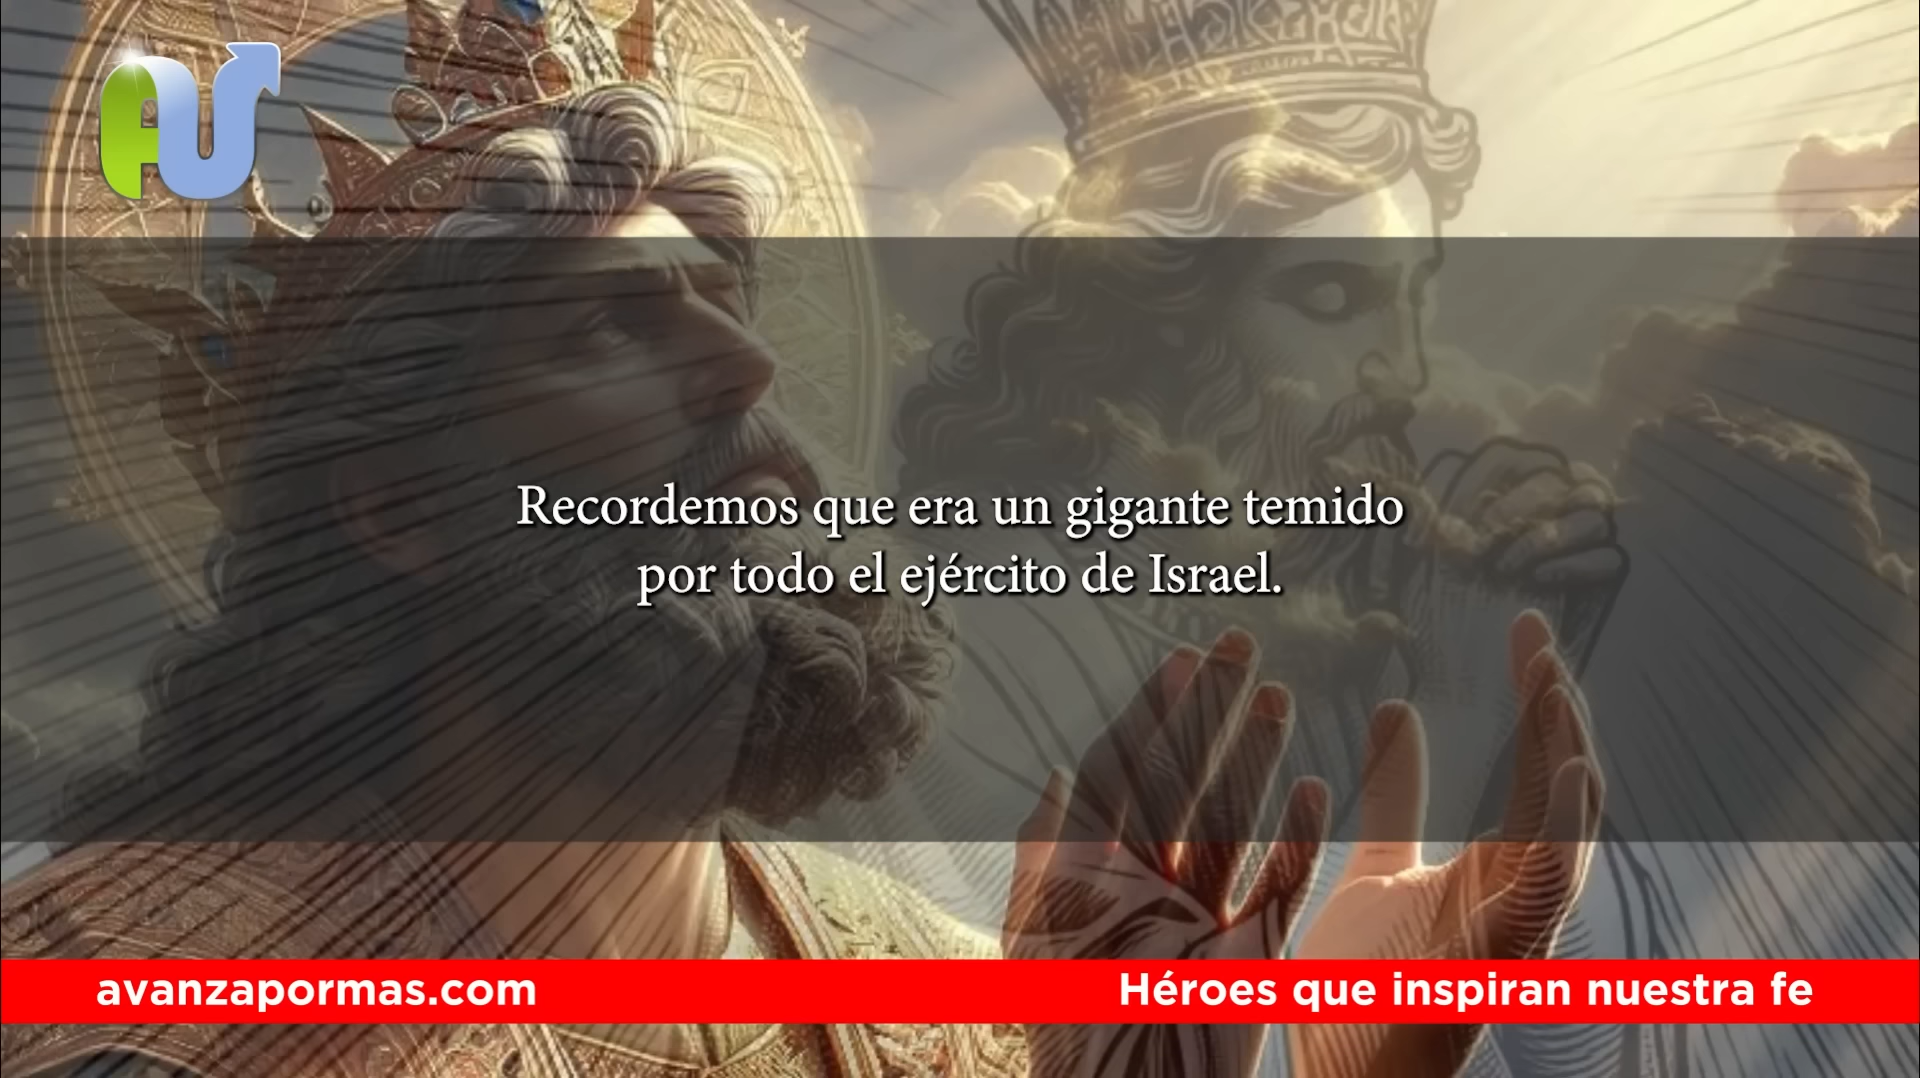 Recordemos que era un gigante temido
por todo el ejército de Israel.
avanzapormas.com
Héroes que inspiran nuestra fe